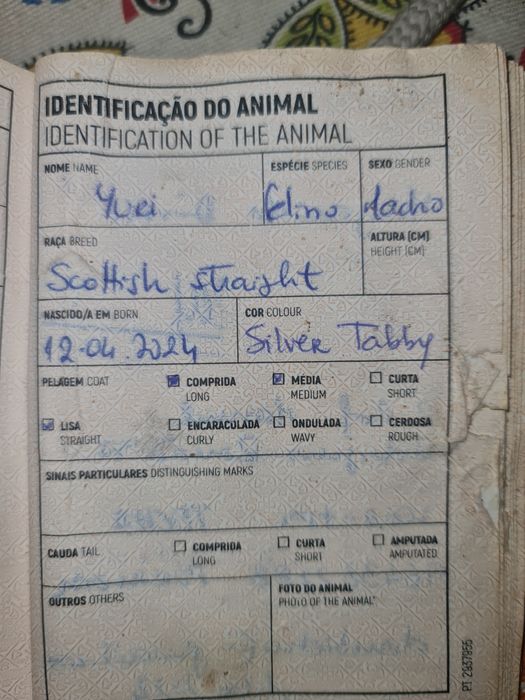 IDENTIFICAÇÃO DO ANIMAL
IDENTIFICATION OF THE ANIMAL
NOME NAME ESPÉCIE SPECIES SEXO GENDER
Yuei felino Macho
RAÇA BREED ALTURA (CM)
HEIGHT (CM)
Scottish straight
NASCIDO/A EM BORN COR COLOUR
12-04-2024 Silver Tabby
PELAGEM COAT COMPRIDA MÉDIA CURTA
LONG MEDIUM SHORT
LISA ENCARACOLADA ONDULADA CERDOSA
STRAIGHT CURLY WAVY ROUGH
SINAIS PARTICULARES DISTINGUISHING MARKS
CAUDA TAIL COMPRIDA CURTA AMPUTADA
LONG SHORT AMPUTATED
OUTROS OTHERS FOTO DO ANIMAL
PHOTO OF THE ANIMAL*